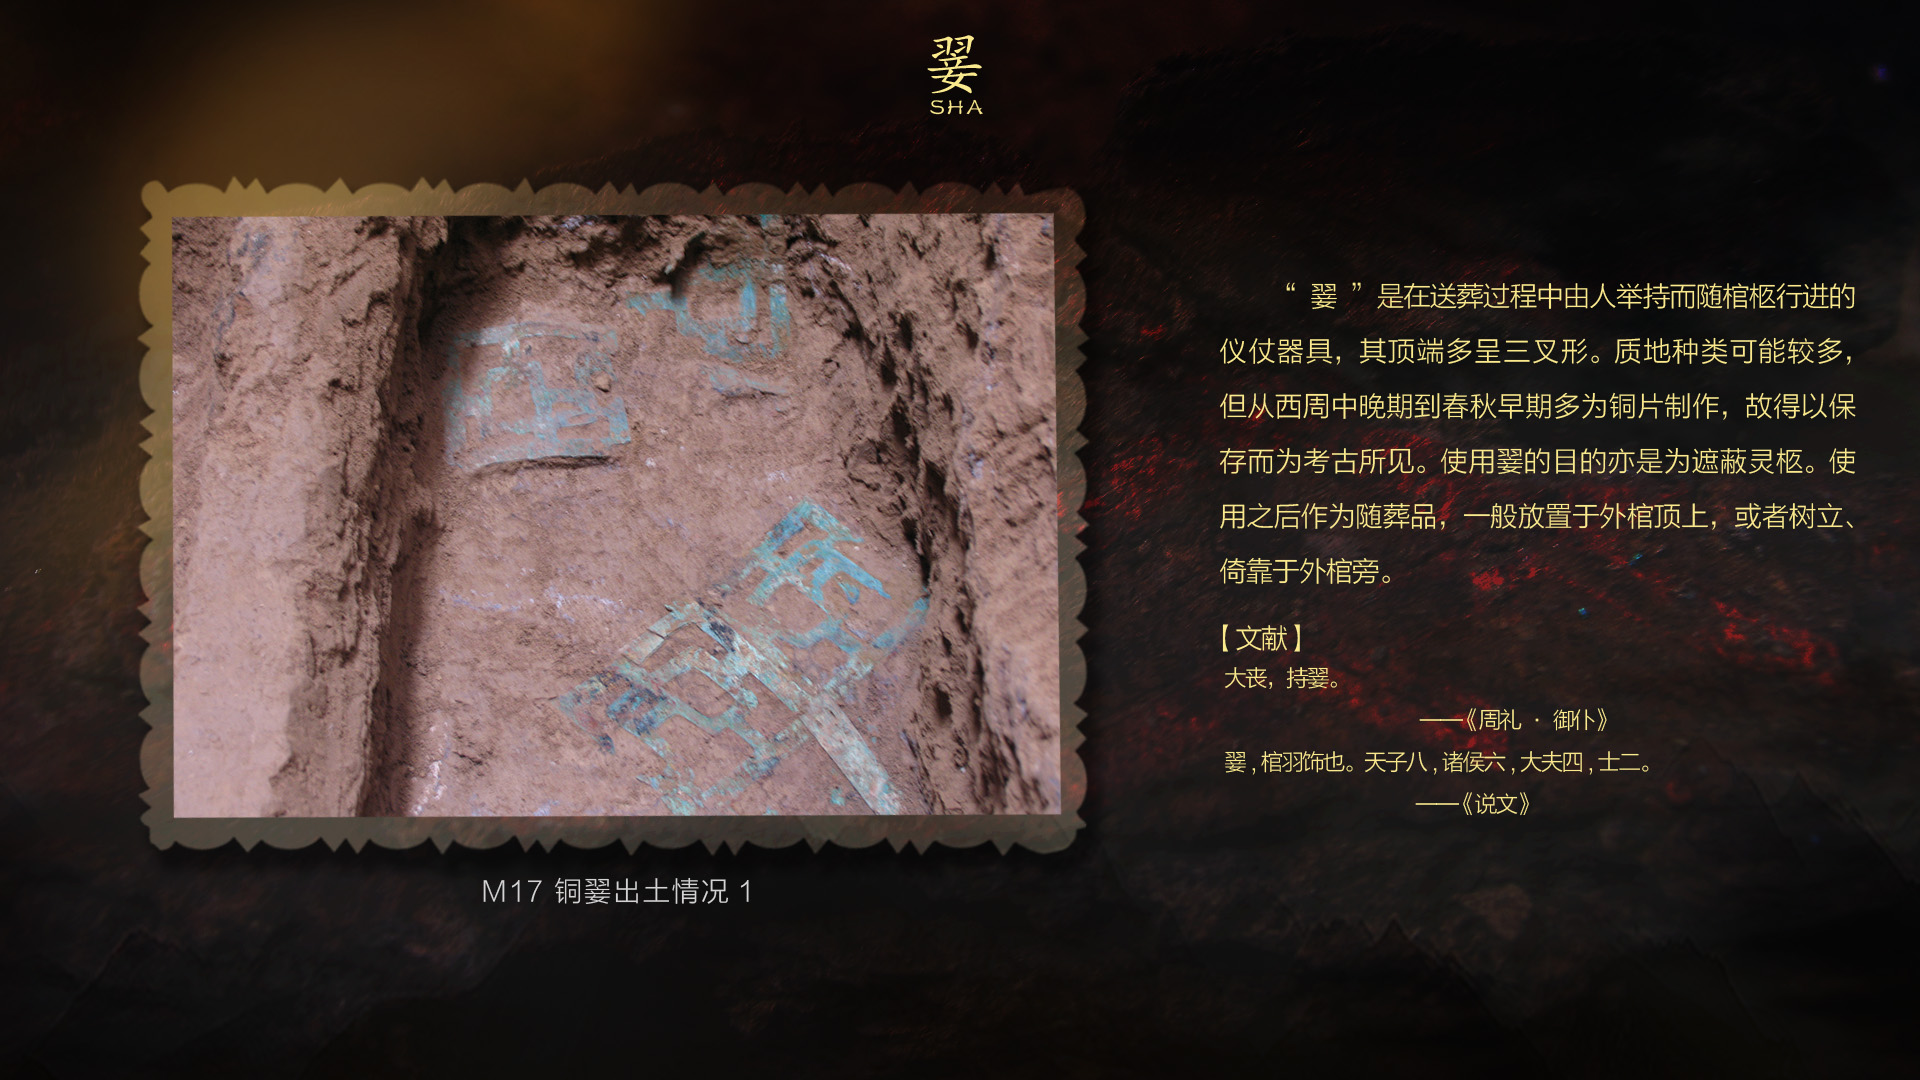 翣
SHA
“翣”是在送葬过程中由人举持而随棺柩行进的
仪仗器具，其顶端多呈三叉形。质地种类可能较多，
但从西周中晚期到春秋早期多为铜片制作，故得以保
存而为考古所见。使用翣的目的亦是为遮蔽灵柩。使
用之后作为随葬品，一般放置于外棺顶上，或者树立、
倚靠于外棺旁。
【文献】
大丧，持翣。
——《周礼 · 御仆》
翣，棺羽饰也。天子八，诸侯六，大夫四，士二。
——《说文》
M17 铜翣出土情况 1